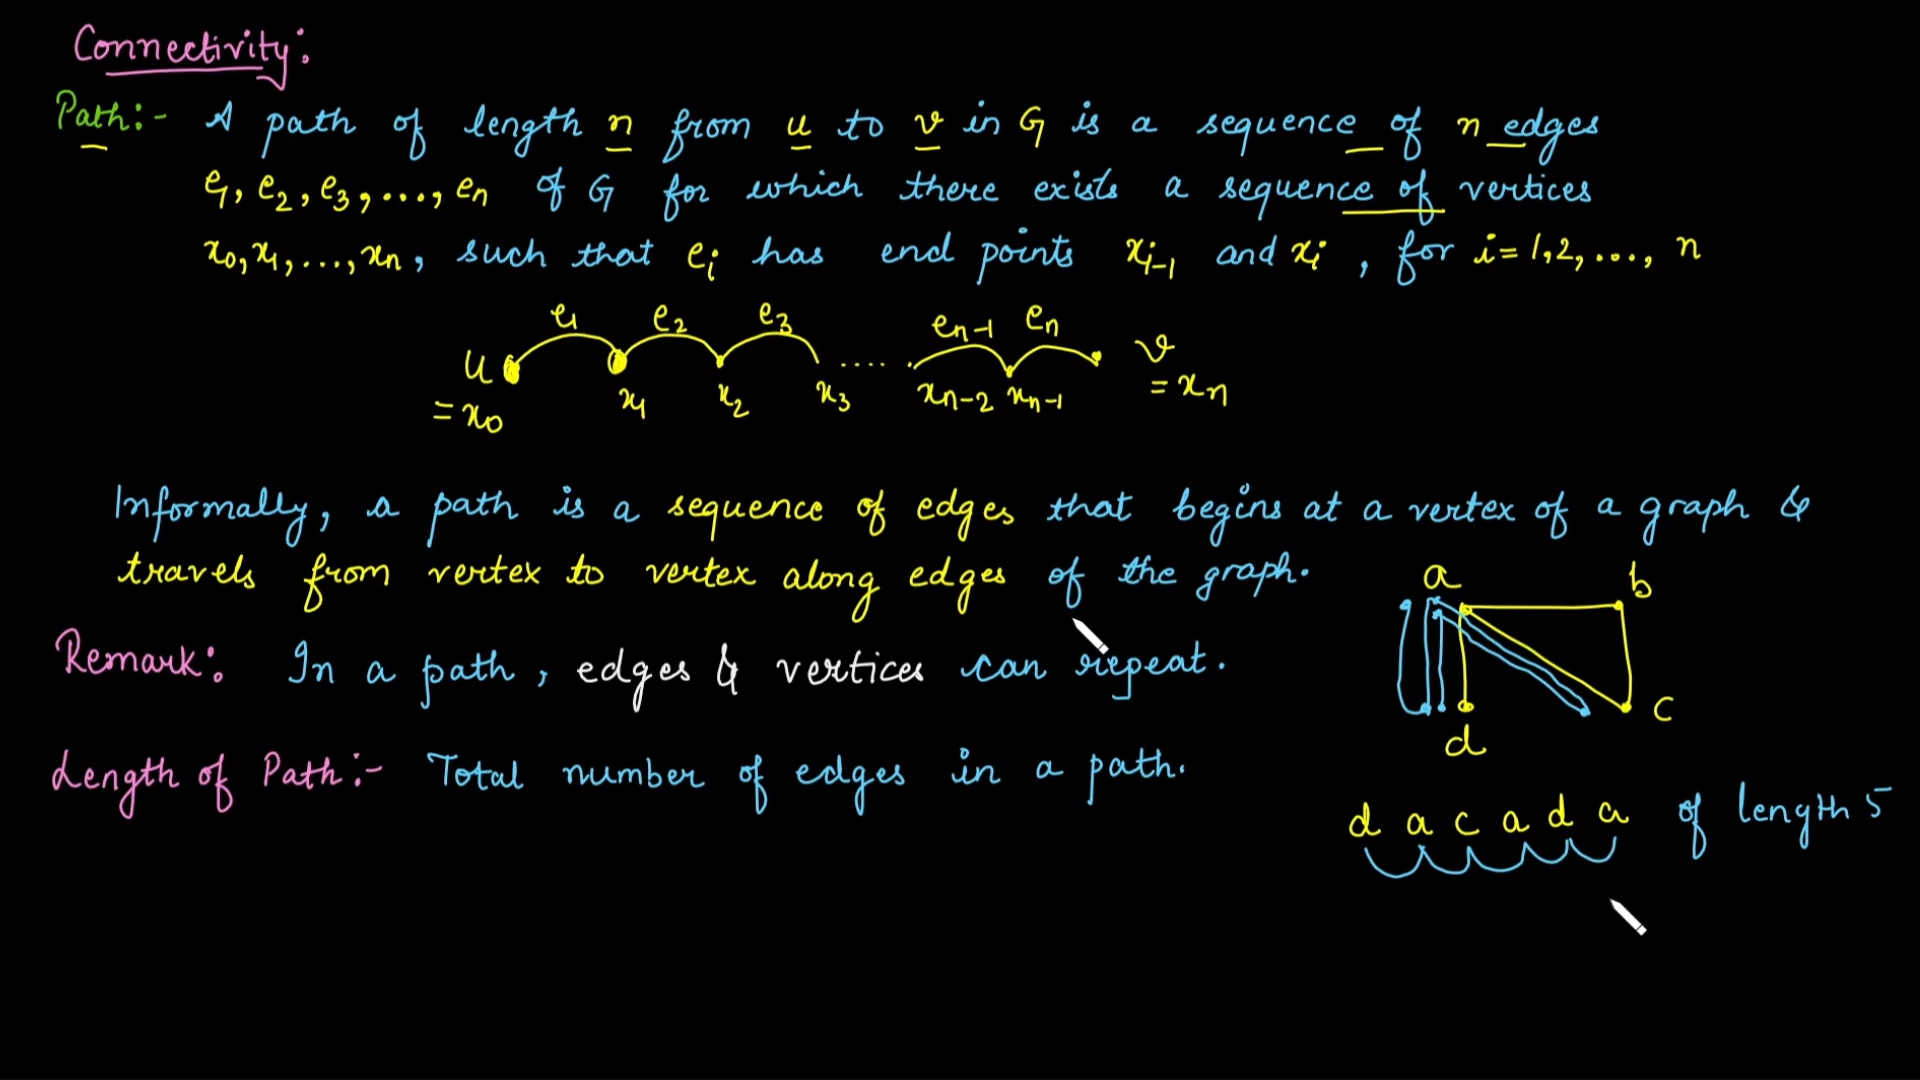 Connectivity:
Path:- A path of length n from u to v in G is a sequence of n edges
e1, e2, e3, ..., en of G for which there exists a sequence of vertices
x0, x1, ..., xn, such that ei has end points xi-1 and xi, for i = 1,2, ..., n
e1 e2 e3 en-1 en
u ..... v
= x0 x1 x2 x3 xn-2 xn-1 = xn
Informally, a path is a sequence of edges that begins at a vertex of a graph &
travels from vertex to vertex along edges of the graph.
a b
Remark: In a path, edges & vertices can repeat.
c
d
Length of Path:- Total number of edges in a path.
d a c a d a of length 5